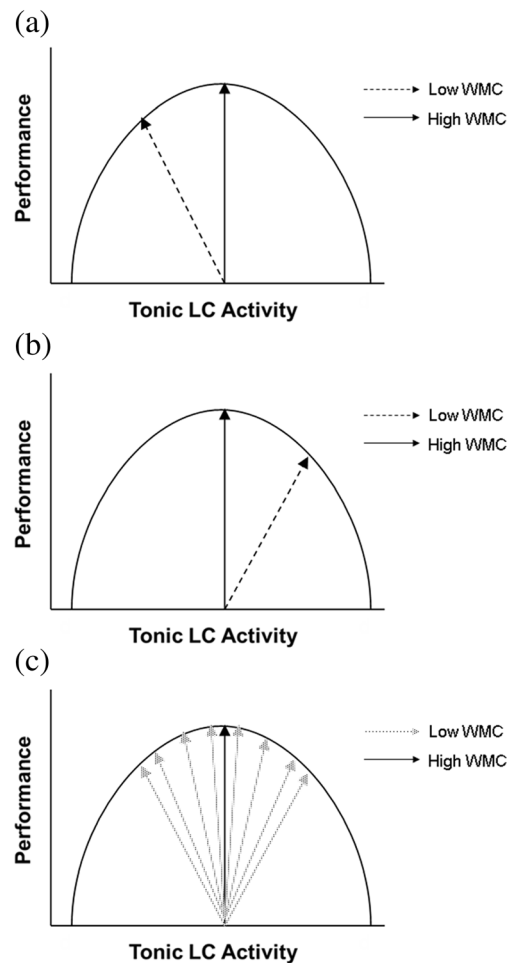 (a)
Performance
Low WMC
High WMC
Tonic LC Activity
(b)
Performance
Low WMC
High WMC
Tonic LC Activity
(c)
Performance
Low WMC
High WMC
Tonic LC Activity